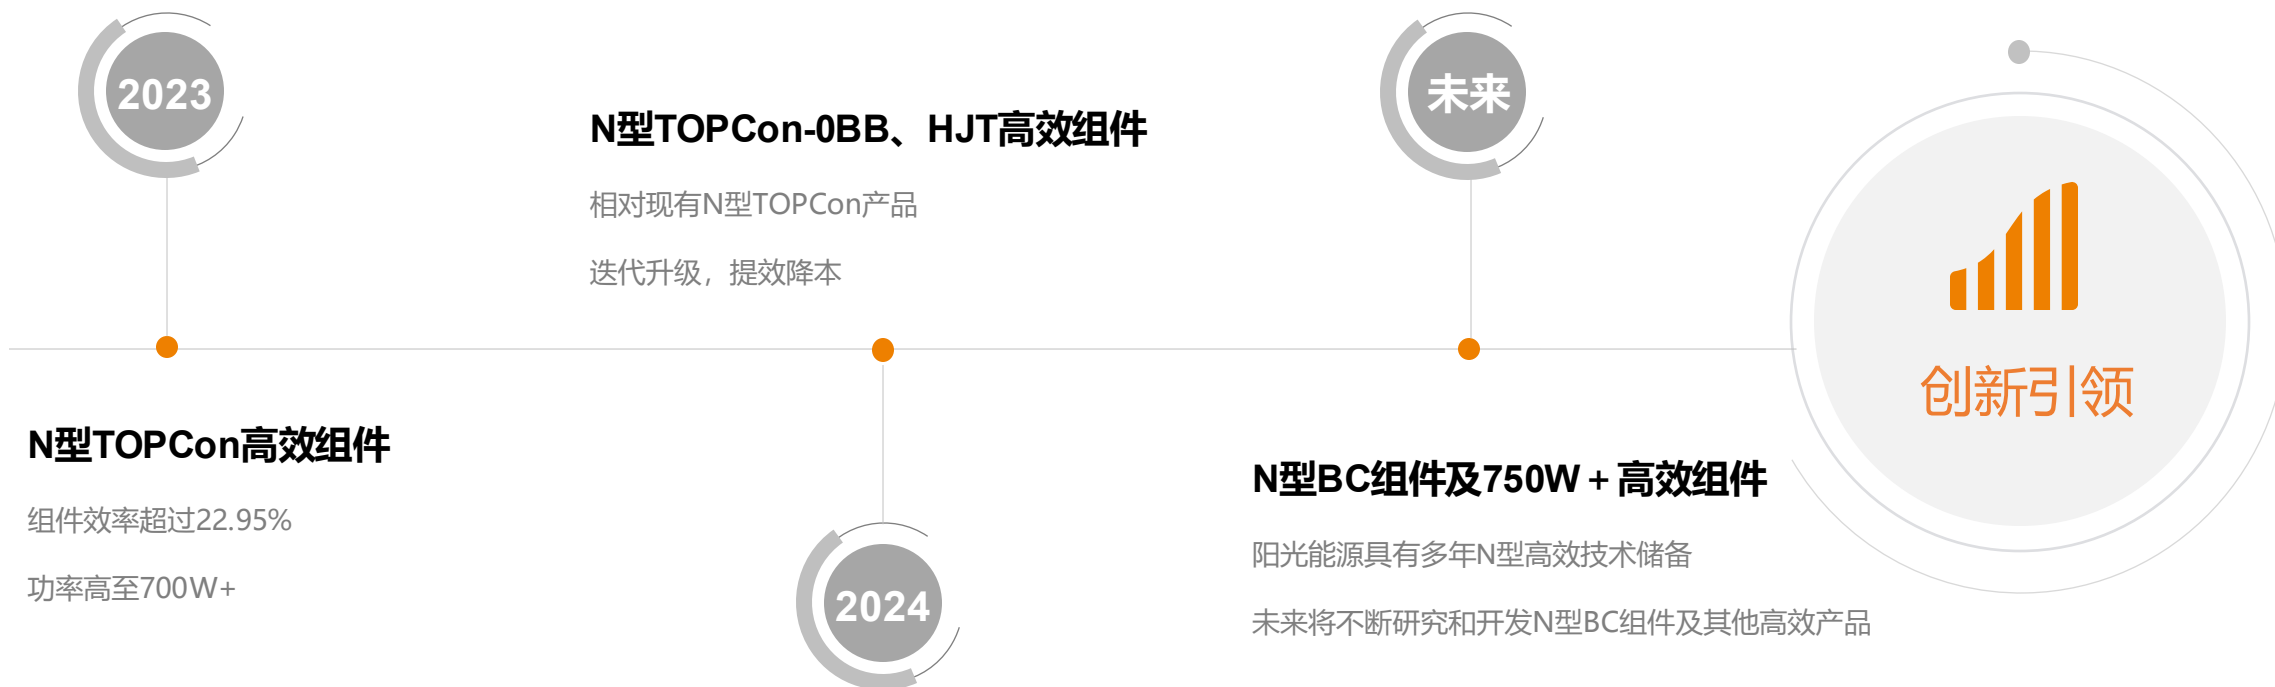 2023
N型TOPCon高效组件
组件效率超过22.95%
功率高至700W+
N型TOPCon-0BB、HJT高效组件
相对现有N型TOPCon产品
迭代升级，提效降本
2024
未来
N型BC组件及750W＋高效组件
阳光能源具有多年N型高效技术储备
未来将不断研究和开发N型BC组件及其他高效产品
创新引领